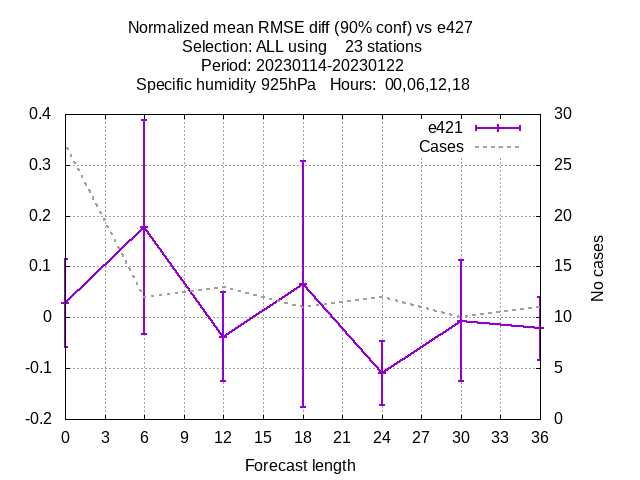 Normalized mean RMSE diff (90% conf) vs e427
Selection: ALL using    23 stations
Period: 20230114-20230122
Specific humidity 925hPa   Hours:  00,06,12,18
0.4
0.3
0.2
0.1
0
-0.1
-0.2
30
25
20
15
10
5
0
e421
Cases
No cases
0 3 6 9 12 15 18 21 24 27 30 33 36
Forecast length